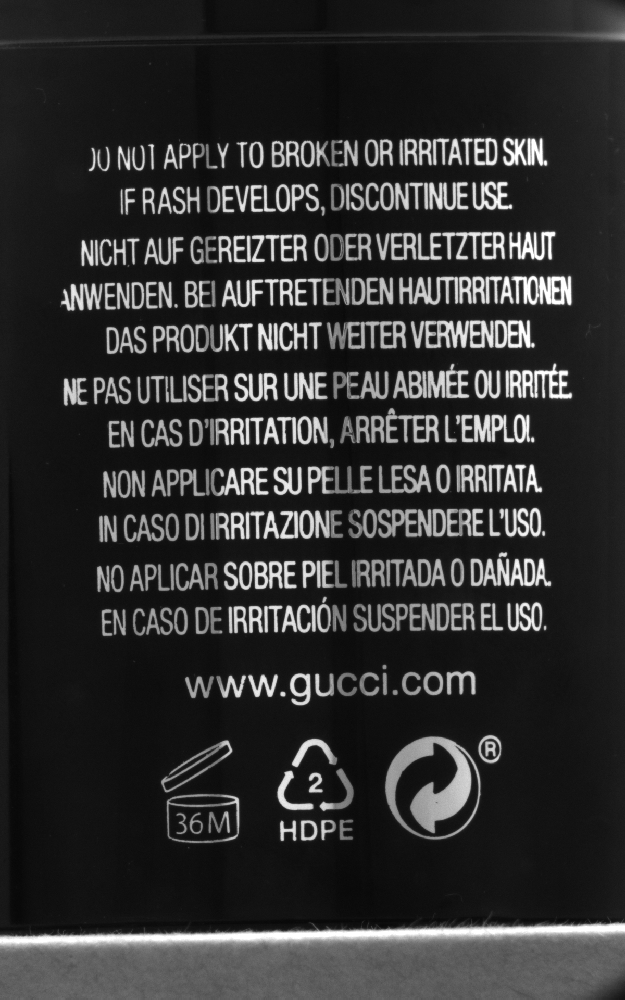 DO NOT APPLY TO BROKEN OR IRRITATED SKIN.
IF RASH DEVELOPS, DISCONTINUE USE.
NICHT AUF GEREIZTER ODER VERLETZTER HAUT
ANWENDEN. BEI AUFTRETENDEN HAUTIRRITATIONEN
DAS PRODUKT NICHT WEITER VERWENDEN.
NE PAS UTILISER SUR UNE PEAU ABIMÉE OU IRRITÉE.
EN CAS D'IRRITATION, ARRÊTER L'EMPLOI.
NON APPLICARE SU PELLE LESA O IRRITATA.
IN CASO DI IRRITAZIONE SOSPENDERE L'USO.
NO APLICAR SOBRE PIEL IRRITADA O DAÑADA.
EN CASO DE IRRITACIÓN SUSPENDER EL USO.
www.gucci.com
36M
2
HDPE
®